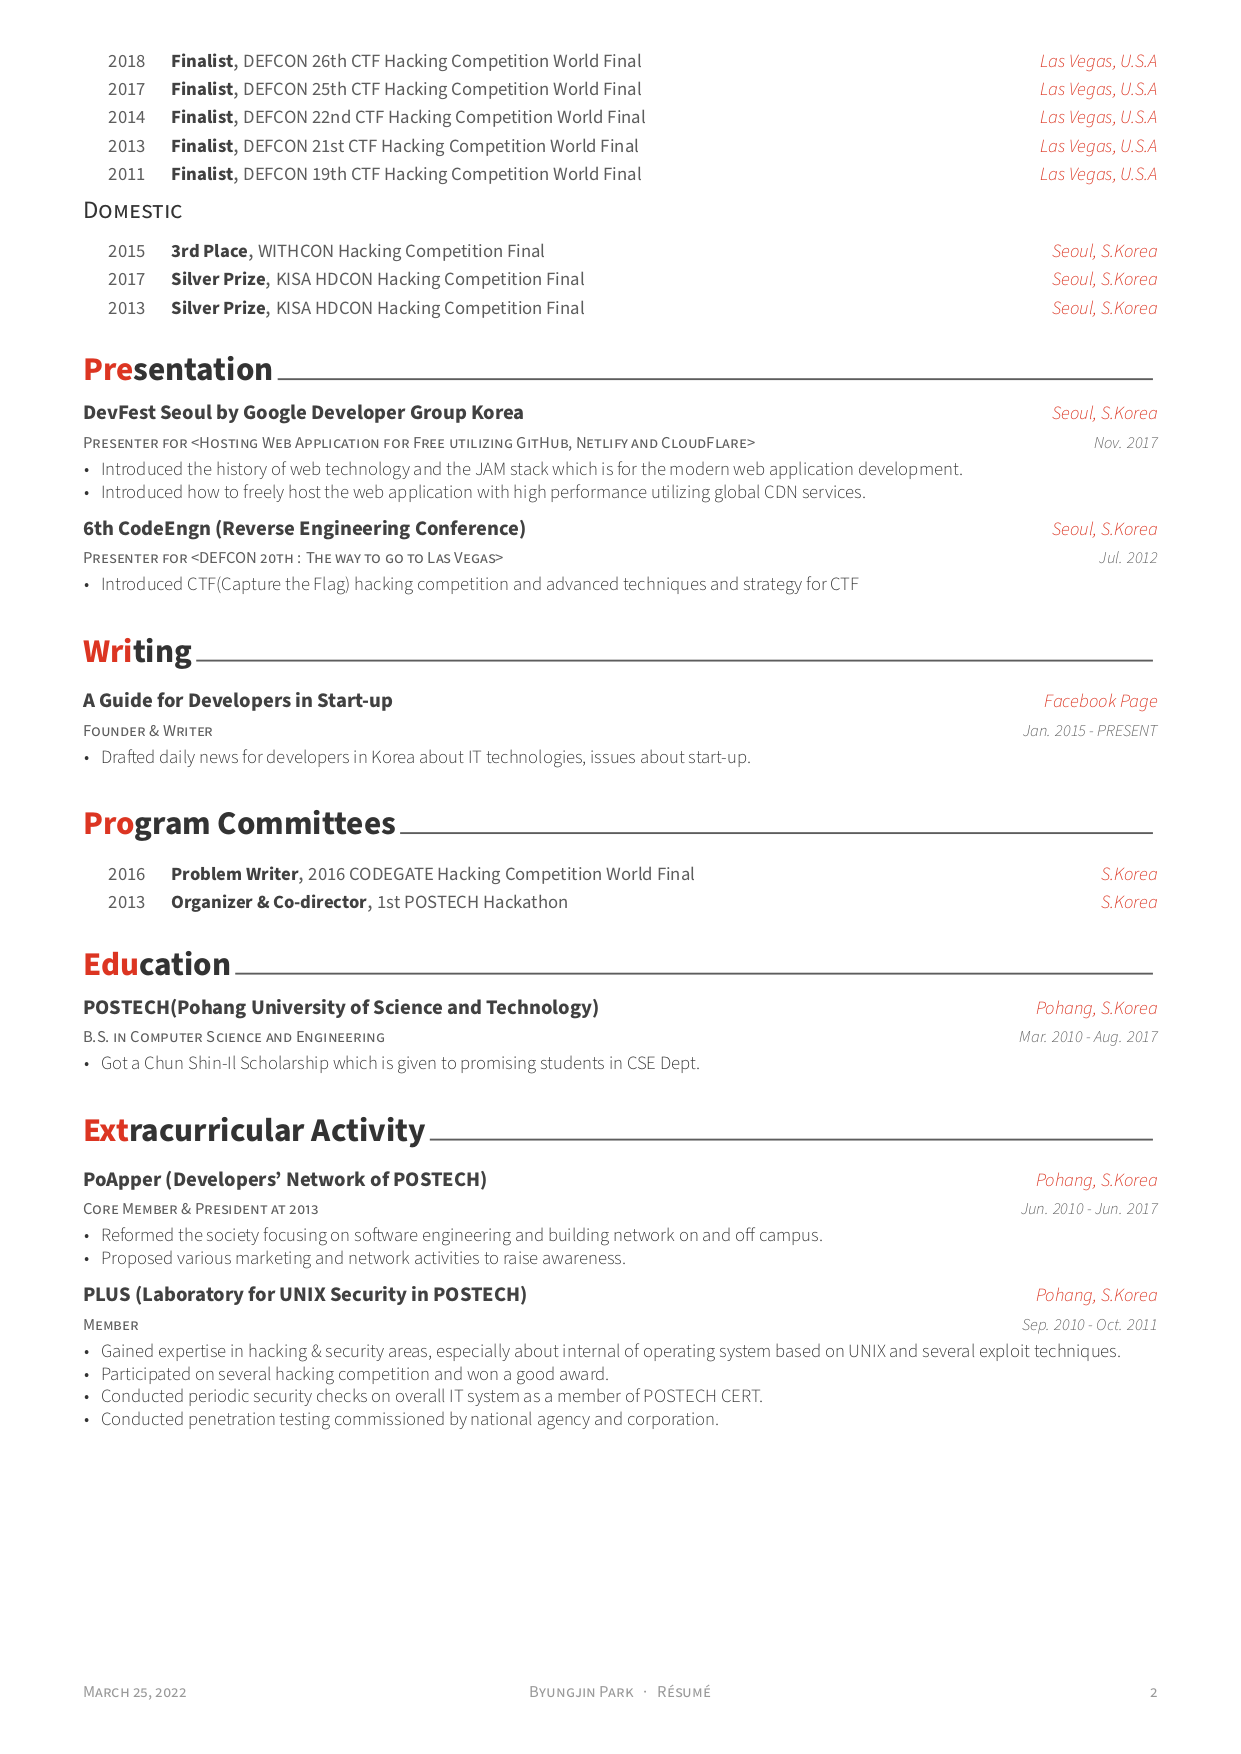 2018 Finalist, DEFCON 26th CTF Hacking Competition World Final Las Vegas, U.S.A
2017 Finalist, DEFCON 25th CTF Hacking Competition World Final Las Vegas, U.S.A
2014 Finalist, DEFCON 22nd CTF Hacking Competition World Final Las Vegas, U.S.A
2013 Finalist, DEFCON 21st CTF Hacking Competition World Final Las Vegas, U.S.A
2011 Finalist, DEFCON 19th CTF Hacking Competition World Final Las Vegas, U.S.A
Domestic
2015 3rd Place, WITHCON Hacking Competition Final Seoul, S.Korea
2017 Silver Prize, KISA HDCON Hacking Competition Final Seoul, S.Korea
2013 Silver Prize, KISA HDCON Hacking Competition Final Seoul, S.Korea
Presentation
DevFest Seoul by Google Developer Group Korea Seoul, S.Korea
Presenter for <Hosting Web Application for Free utilizing GitHub, Netlify and CloudFlare> Nov. 2017
• Introduced the history of web technology and the JAM stack which is for the modern web application development.
• Introduced how to freely host the web application with high performance utilizing global CDN services.
6th CodeEngn (Reverse Engineering Conference) Seoul, S.Korea
Presenter for <DEFCON 20th : The way to go to Las Vegas> Jul. 2012
• Introduced CTF(Capture the Flag) hacking competition and advanced techniques and strategy for CTF
Writing
A Guide for Developers in Start-up Facebook Page
Founder & Writer Jan. 2015 - PRESENT
• Drafted daily news for developers in Korea about IT technologies, issues about start-up.
Program Committees
2016 Problem Writer, 2016 CODEGATE Hacking Competition World Final S.Korea
2013 Organizer & Co-director, 1st POSTECH Hackathon S.Korea
Education
POSTECH(Pohang University of Science and Technology) Pohang, S.Korea
B.S. in Computer Science and Engineering Mar. 2010 - Aug. 2017
• Got a Chun Shin-Il Scholarship which is given to promising students in CSE Dept.
Extracurricular Activity
PoApper (Developers’ Network of POSTECH) Pohang, S.Korea
Core Member & President at 2013 Jun. 2010 - Jun. 2017
• Reformed the society focusing on software engineering and building network on and off campus.
• Proposed various marketing and network activities to raise awareness.
PLUS (Laboratory for UNIX Security in POSTECH) Pohang, S.Korea
Member Sep. 2010 - Oct. 2011
• Gained expertise in hacking & security areas, especially about internal of operating system based on UNIX and several exploit techniques.
• Participated on several hacking competition and won a good award.
• Conducted periodic security checks on overall IT system as a member of POSTECH CERT.
• Conducted penetration testing commissioned by national agency and corporation.
March 25, 2022 Byungjin Park · Résumé 2